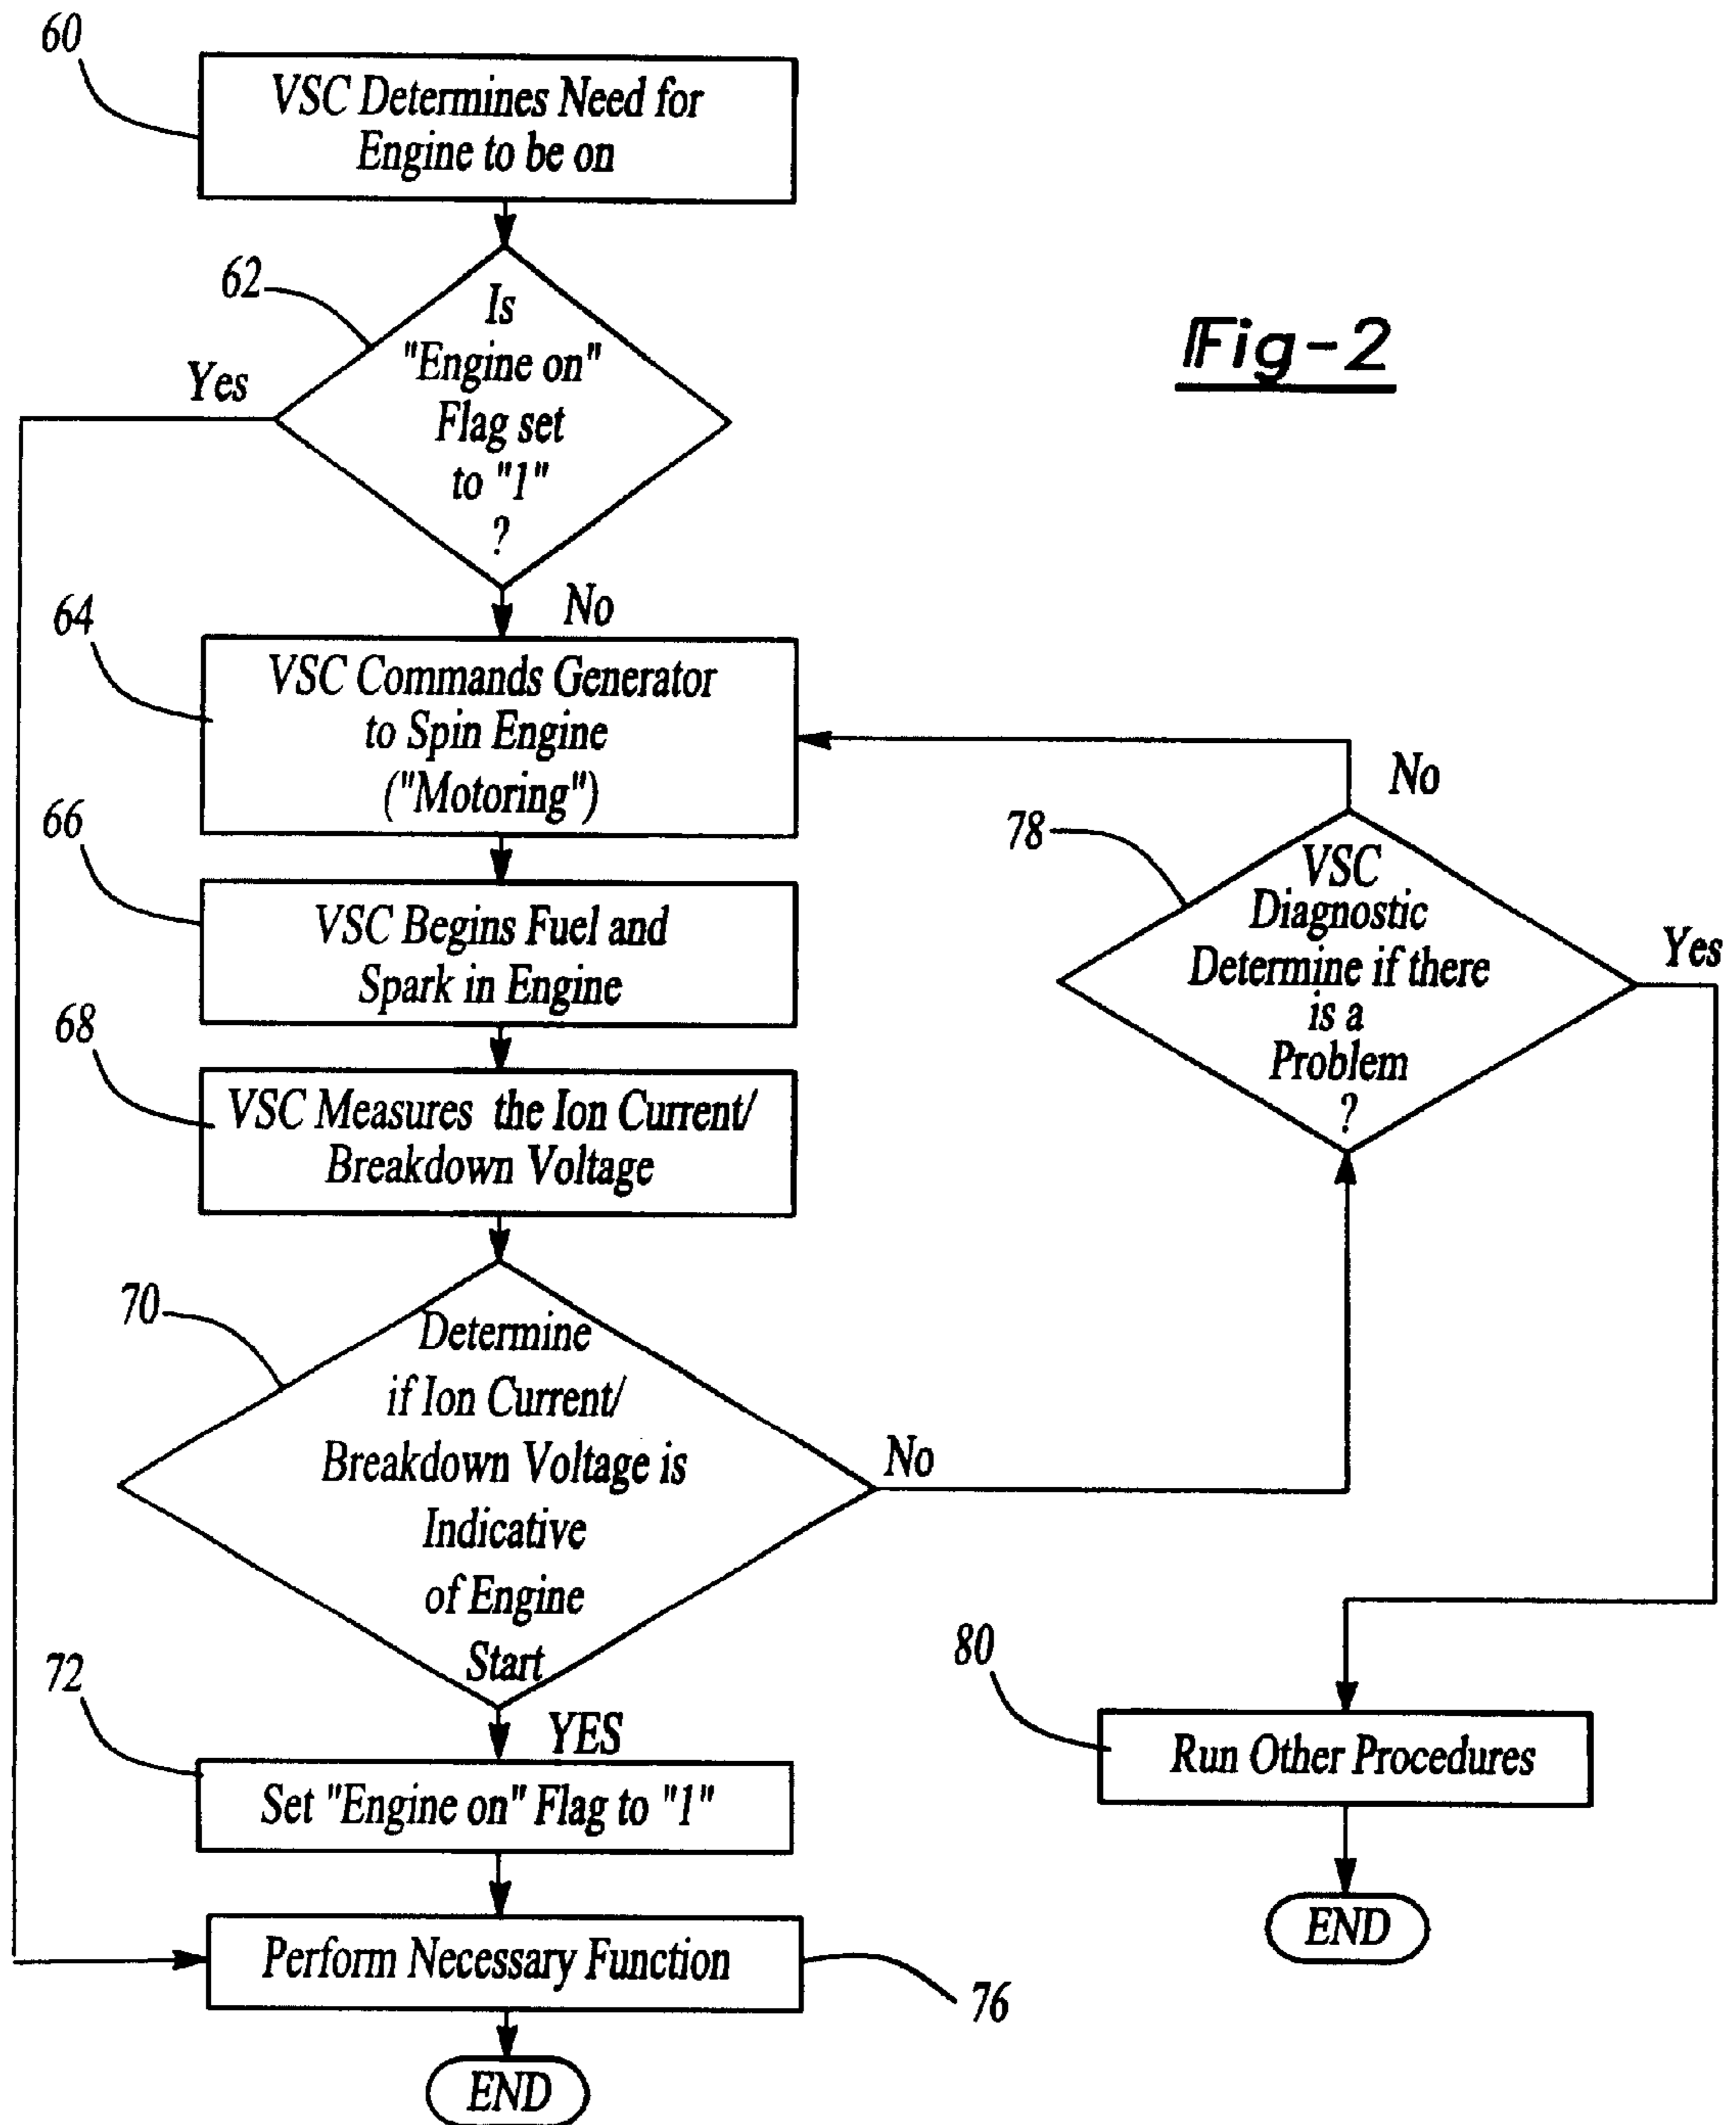 60
VSC Determines Need for
Engine to be on
62
Is
"Engine on"
Flag set
to "1"
?
Yes
Fig-2
No
64
VSC Commands Generator
to Spin Engine
("Motoring")
66
VSC Begins Fuel and
Spark in Engine
68
VSC Measures the Ion Current/
Breakdown Voltage
70
Determine
if Ion Current/
Breakdown Voltage is
Indicative
of Engine
Start
No
YES
72
Set "Engine on" Flag to "1"
Perform Necessary Function
76
END
No
78
VSC
Diagnostic
Determine if there
is a
Problem
?
Yes
80
Run Other Procedures
END